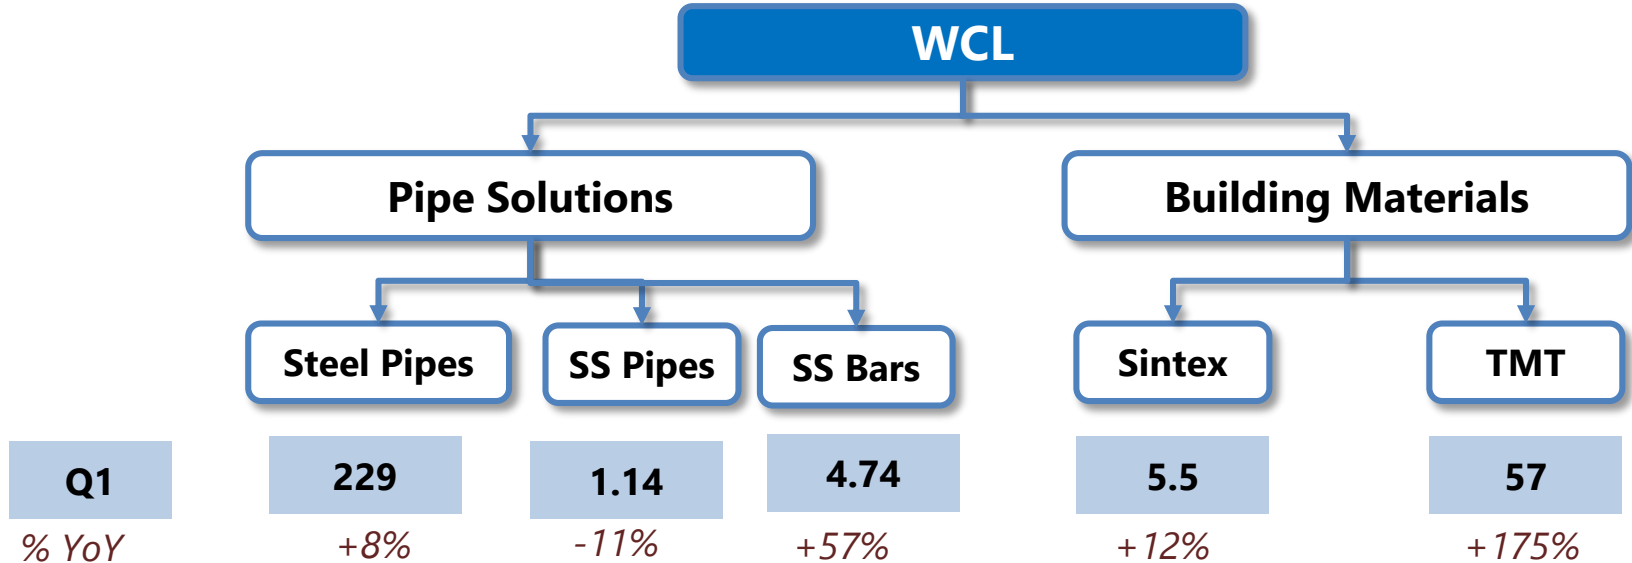 WCL
Pipe Solutions
Building Materials
Steel Pipes
SS Pipes
SS Bars
Sintex
TMT
Q1
229
1.14
4.74
5.5
57
% YoY
+8%
-11%
+57%
+12%
+175%